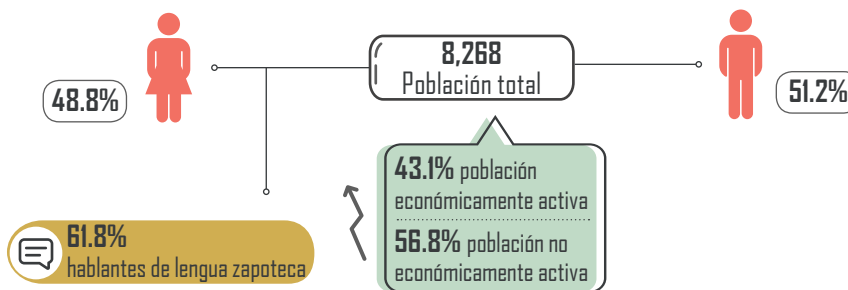 8,268
Población total
48.8%
51.2%
43.1% población
económicamente activa
56.8% población no
económicamente activa
61.8%
hablantes de lengua zapoteca